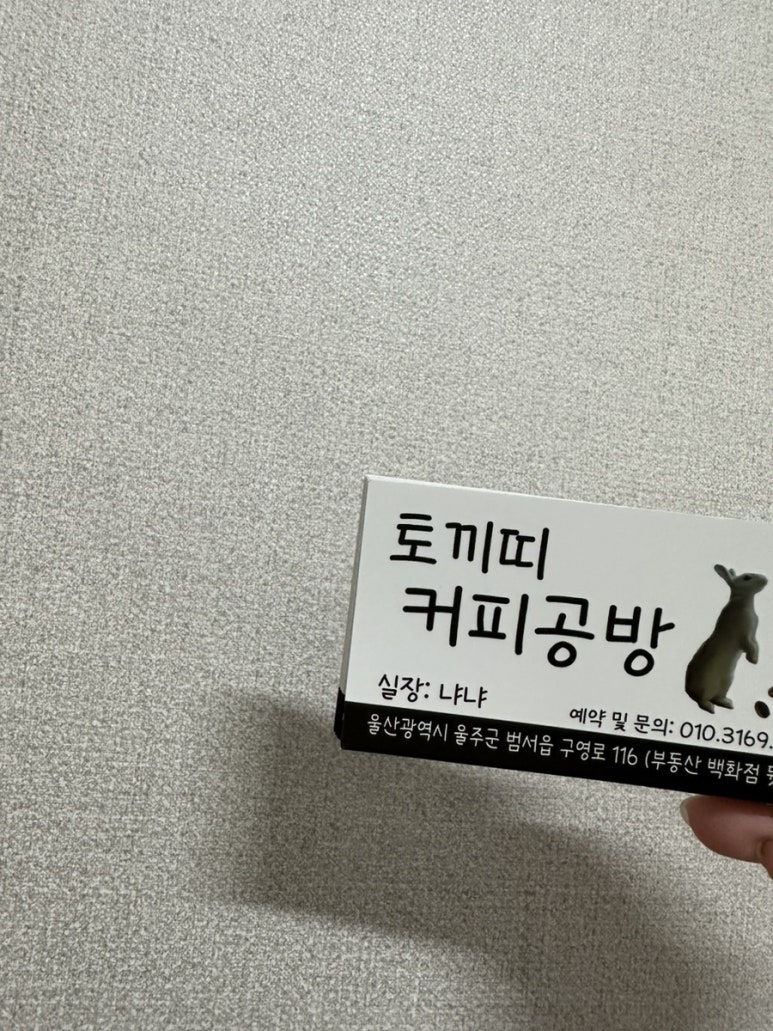 토끼띠
커피공방
실장: 냐냐
예약 및 문의: 010.3169.
울산광역시 울주군 범서읍 구영로 116 (부동산 백화점